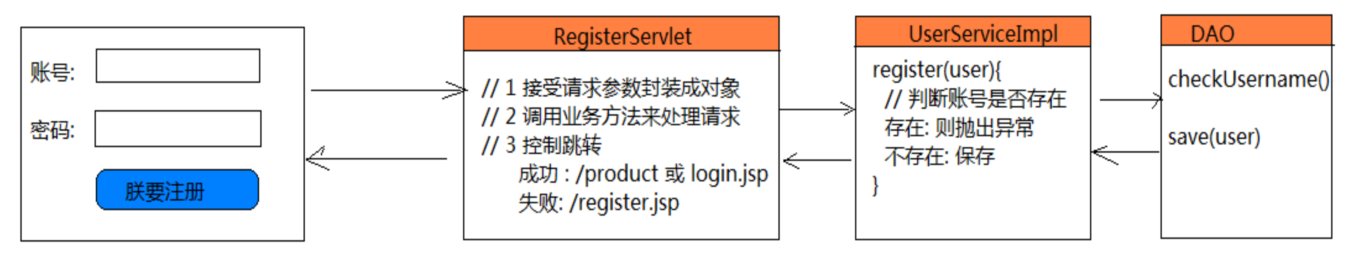 账号:
密码:
朕要注册
RegisterServlet
// 1 接受请求参数封装成对象
// 2 调用业务方法来处理请求
// 3 控制跳转
成功 : /product 或 login.jsp
失败: /register.jsp
UserServiceImpl
register(user){
// 判断账号是否存在
存在: 则抛出异常
不存在: 保存
}
DAO
checkUsername()
save(user)